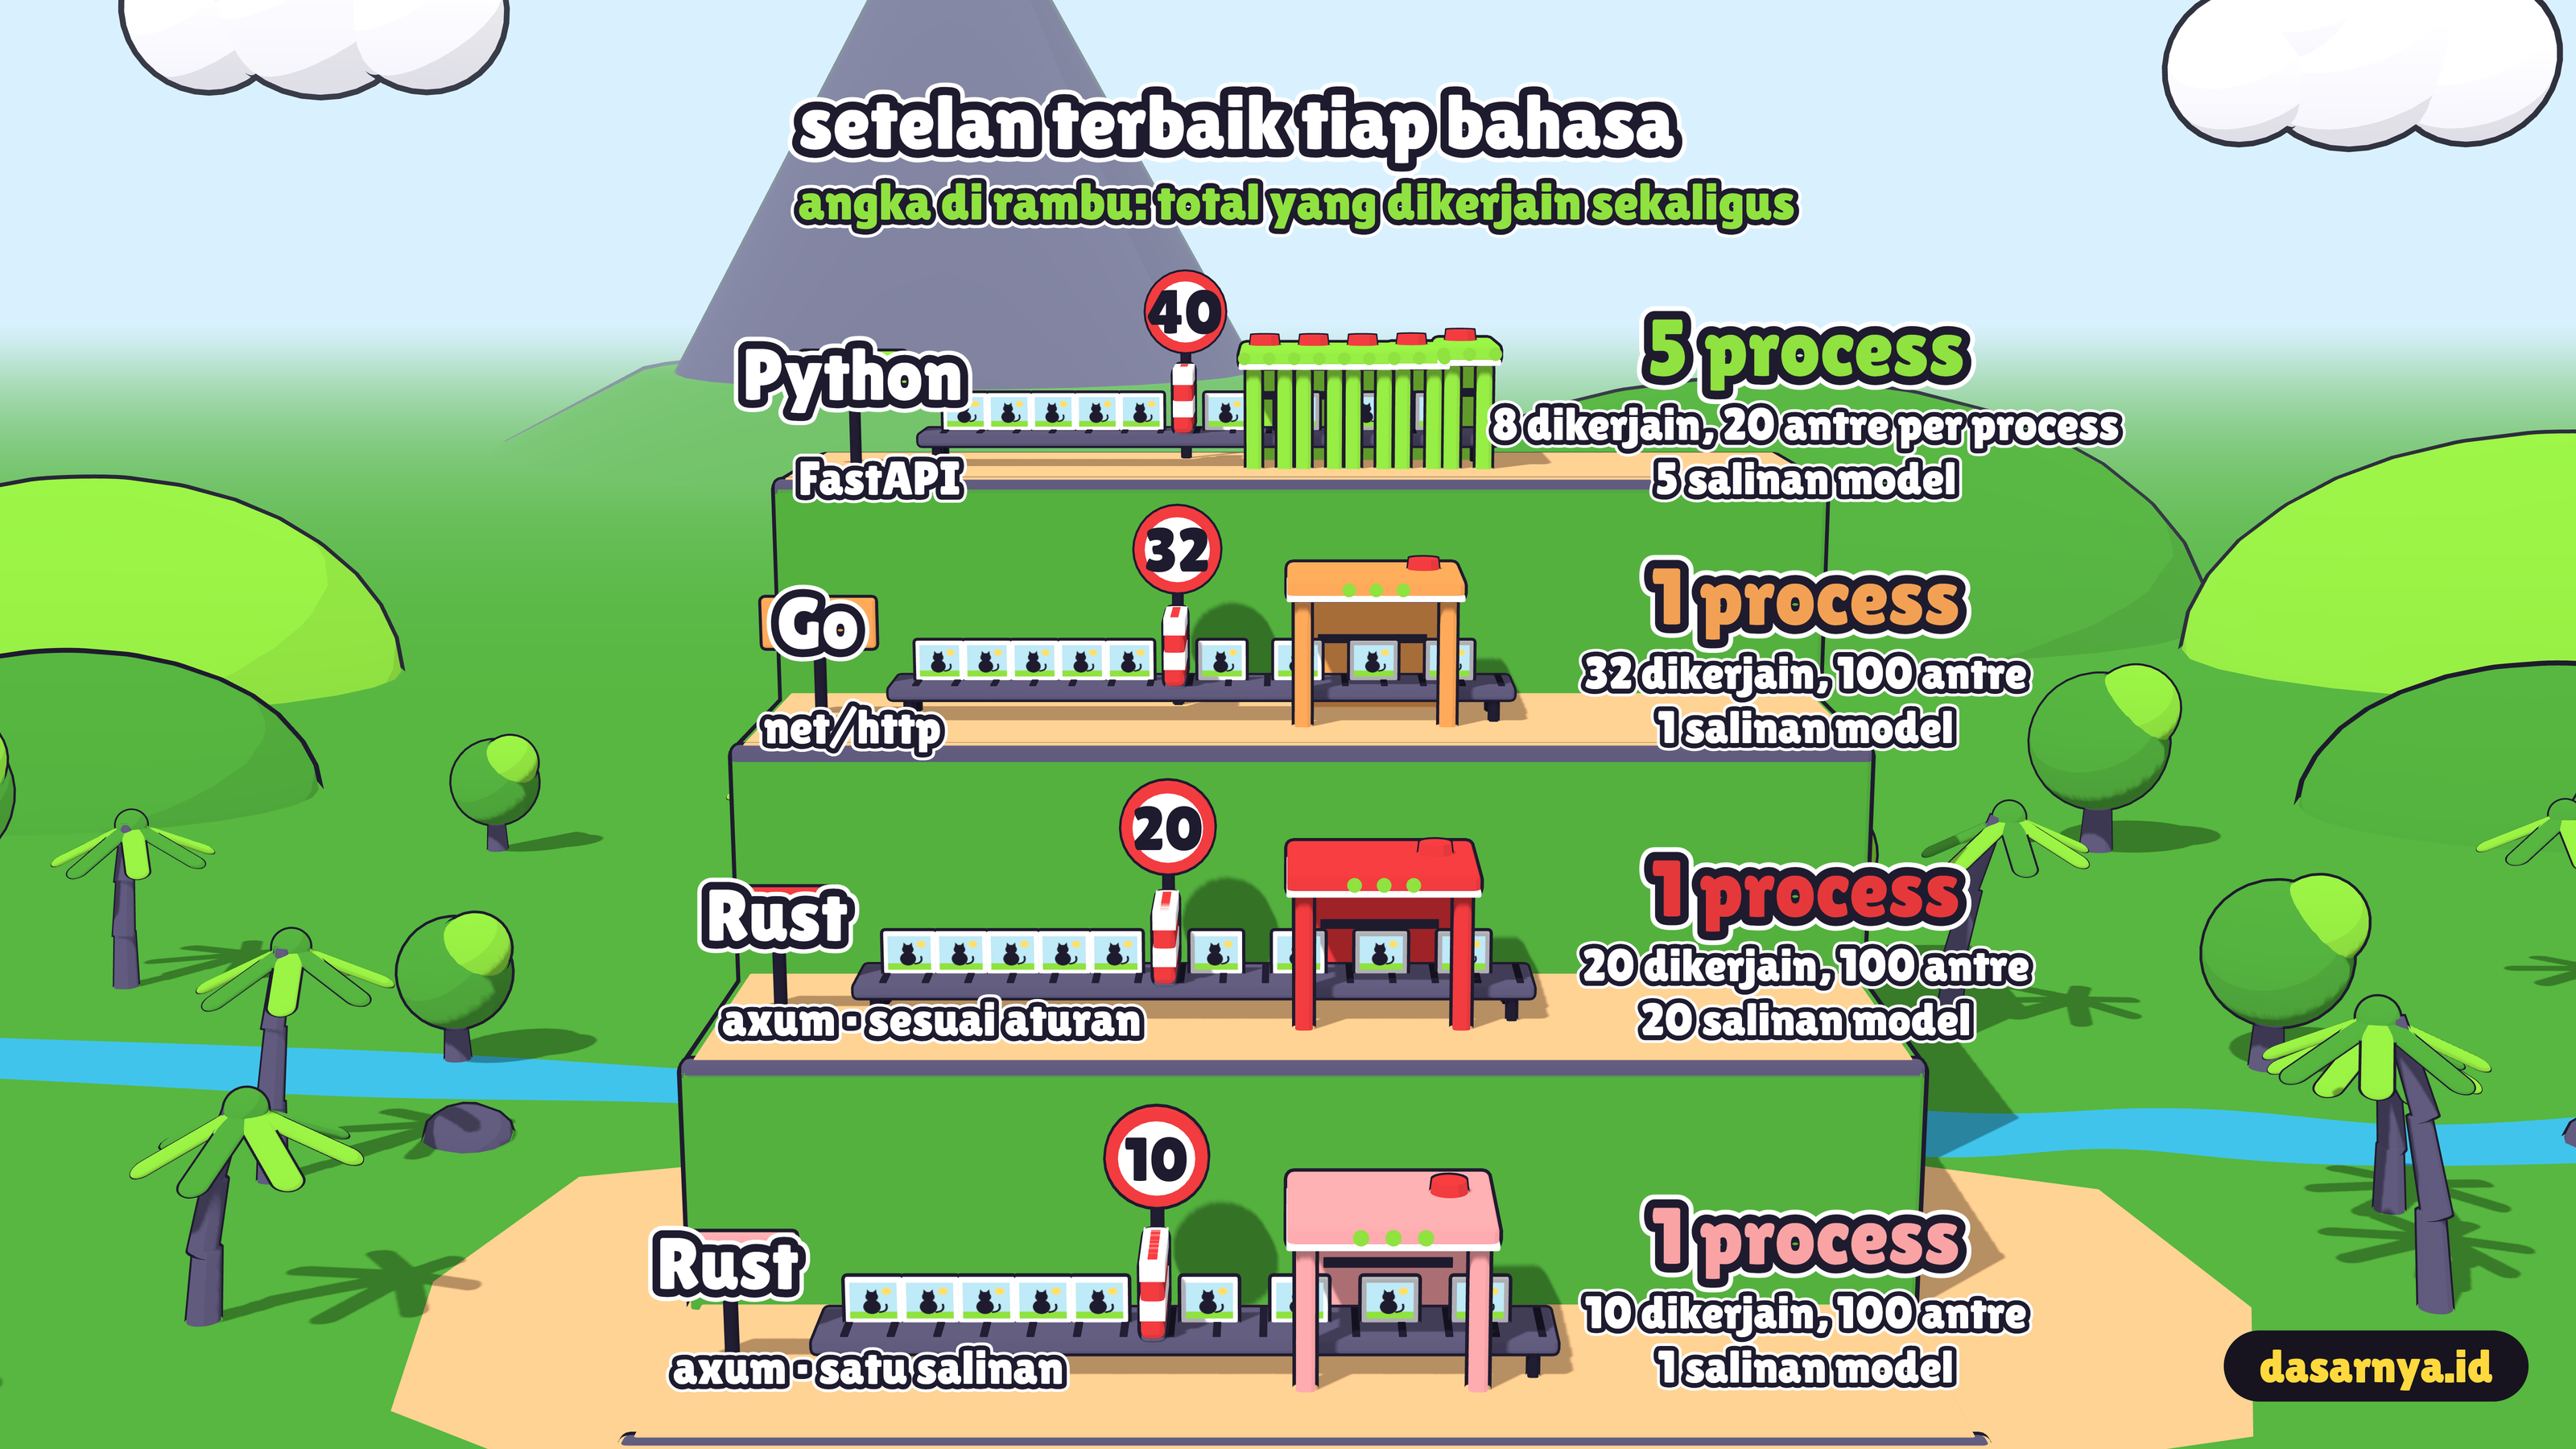 setelan terbaik tiap bahasa
angka di rambu: total yang dikerjain sekaligus
40
Python
5 process
8 dikerjain, 20 antre per process
FastAPI
5 salinan model
32
Go
1 process
32 dikerjain, 100 antre
net/http
1 salinan model
20
Rust
1 process
20 dikerjain, 100 antre
axum · sesuai aturan
20 salinan model
10
Rust
1 process
10 dikerjain, 100 antre
axum · satu salinan
1 salinan model
dasarnya.id